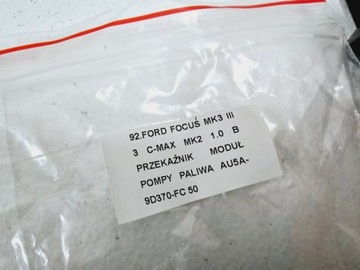 92.FORD FOCUS MK3 III
3 C-MAX MK2 1.0 B
PRZEKAŹNIK MODUŁ
POMPY PALIWA AU5A-
9D370-FC 50